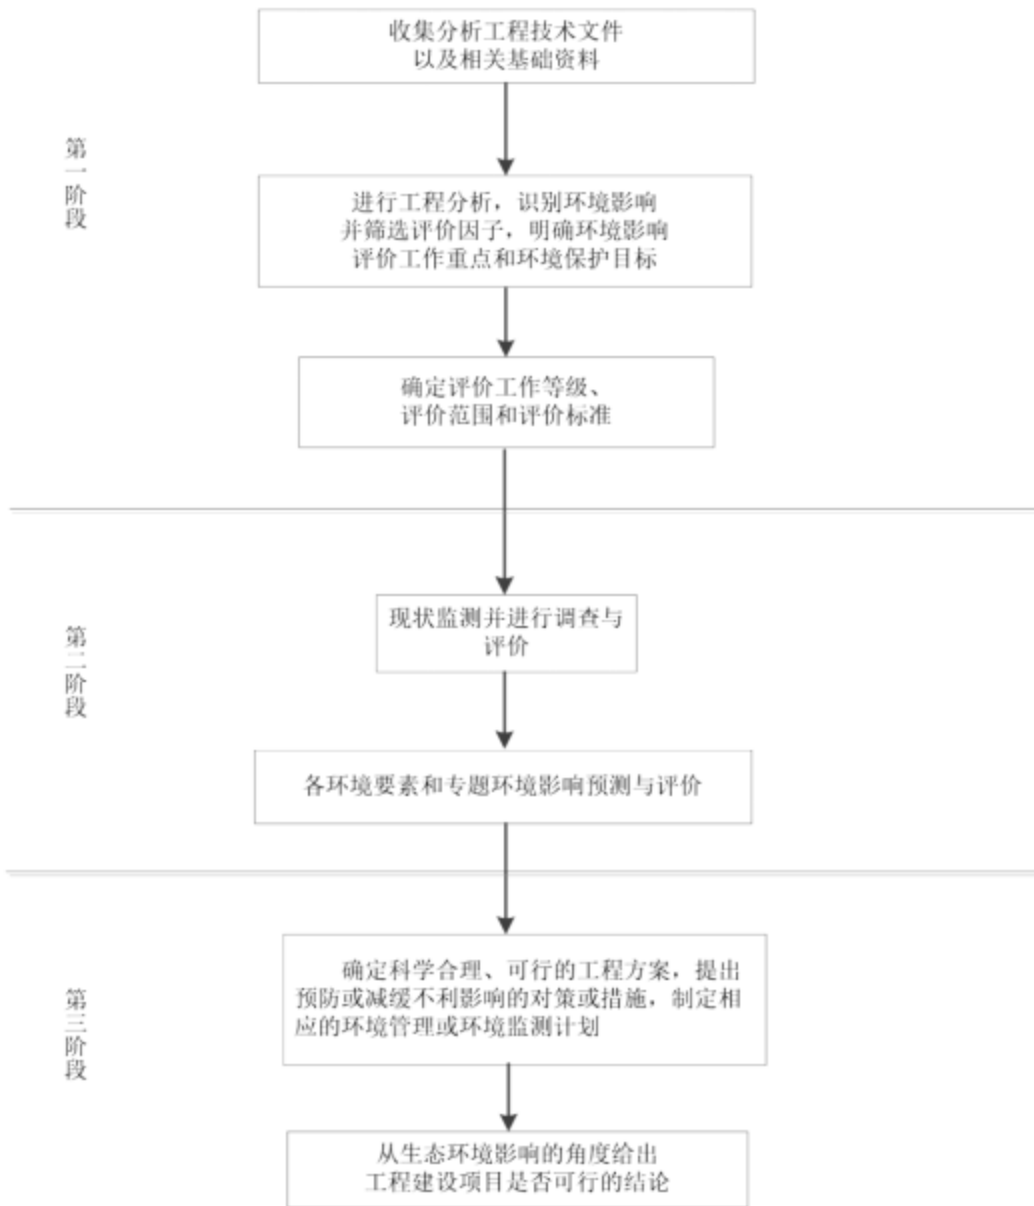 收集分析工程技术文件
以及相关基础资料
第一阶段
进行工程分析，识别环境影响
并筛选评价因子，明确环境影响
评价工作重点和环境保护目标
确定评价工作等级、
评价范围和评价标准
现状监测并进行调查与
评价
第二阶段
各环境要素和专题环境影响预测与评价
确定科学合理、可行的工程方案，提出
预防或减缓不利影响的对策或措施，制定相
应的环境管理或环境监测计划
第三阶段
从生态环境影响的角度给出
工程建设项目是否可行的结论